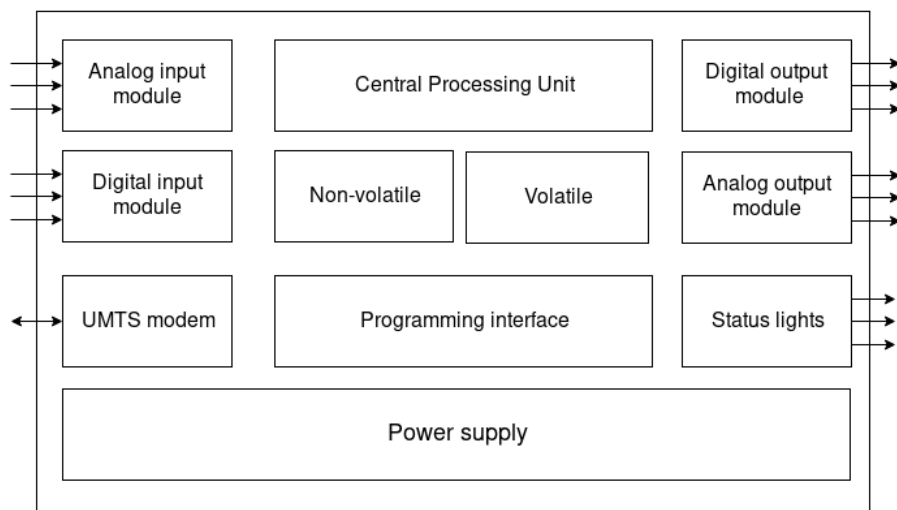 Analog input
module
Central Processing Unit
Digital output
module
Digital input
module
Non-volatile
Volatile
Analog output
module
UMTS modem
Programming interface
Status lights
Power supply